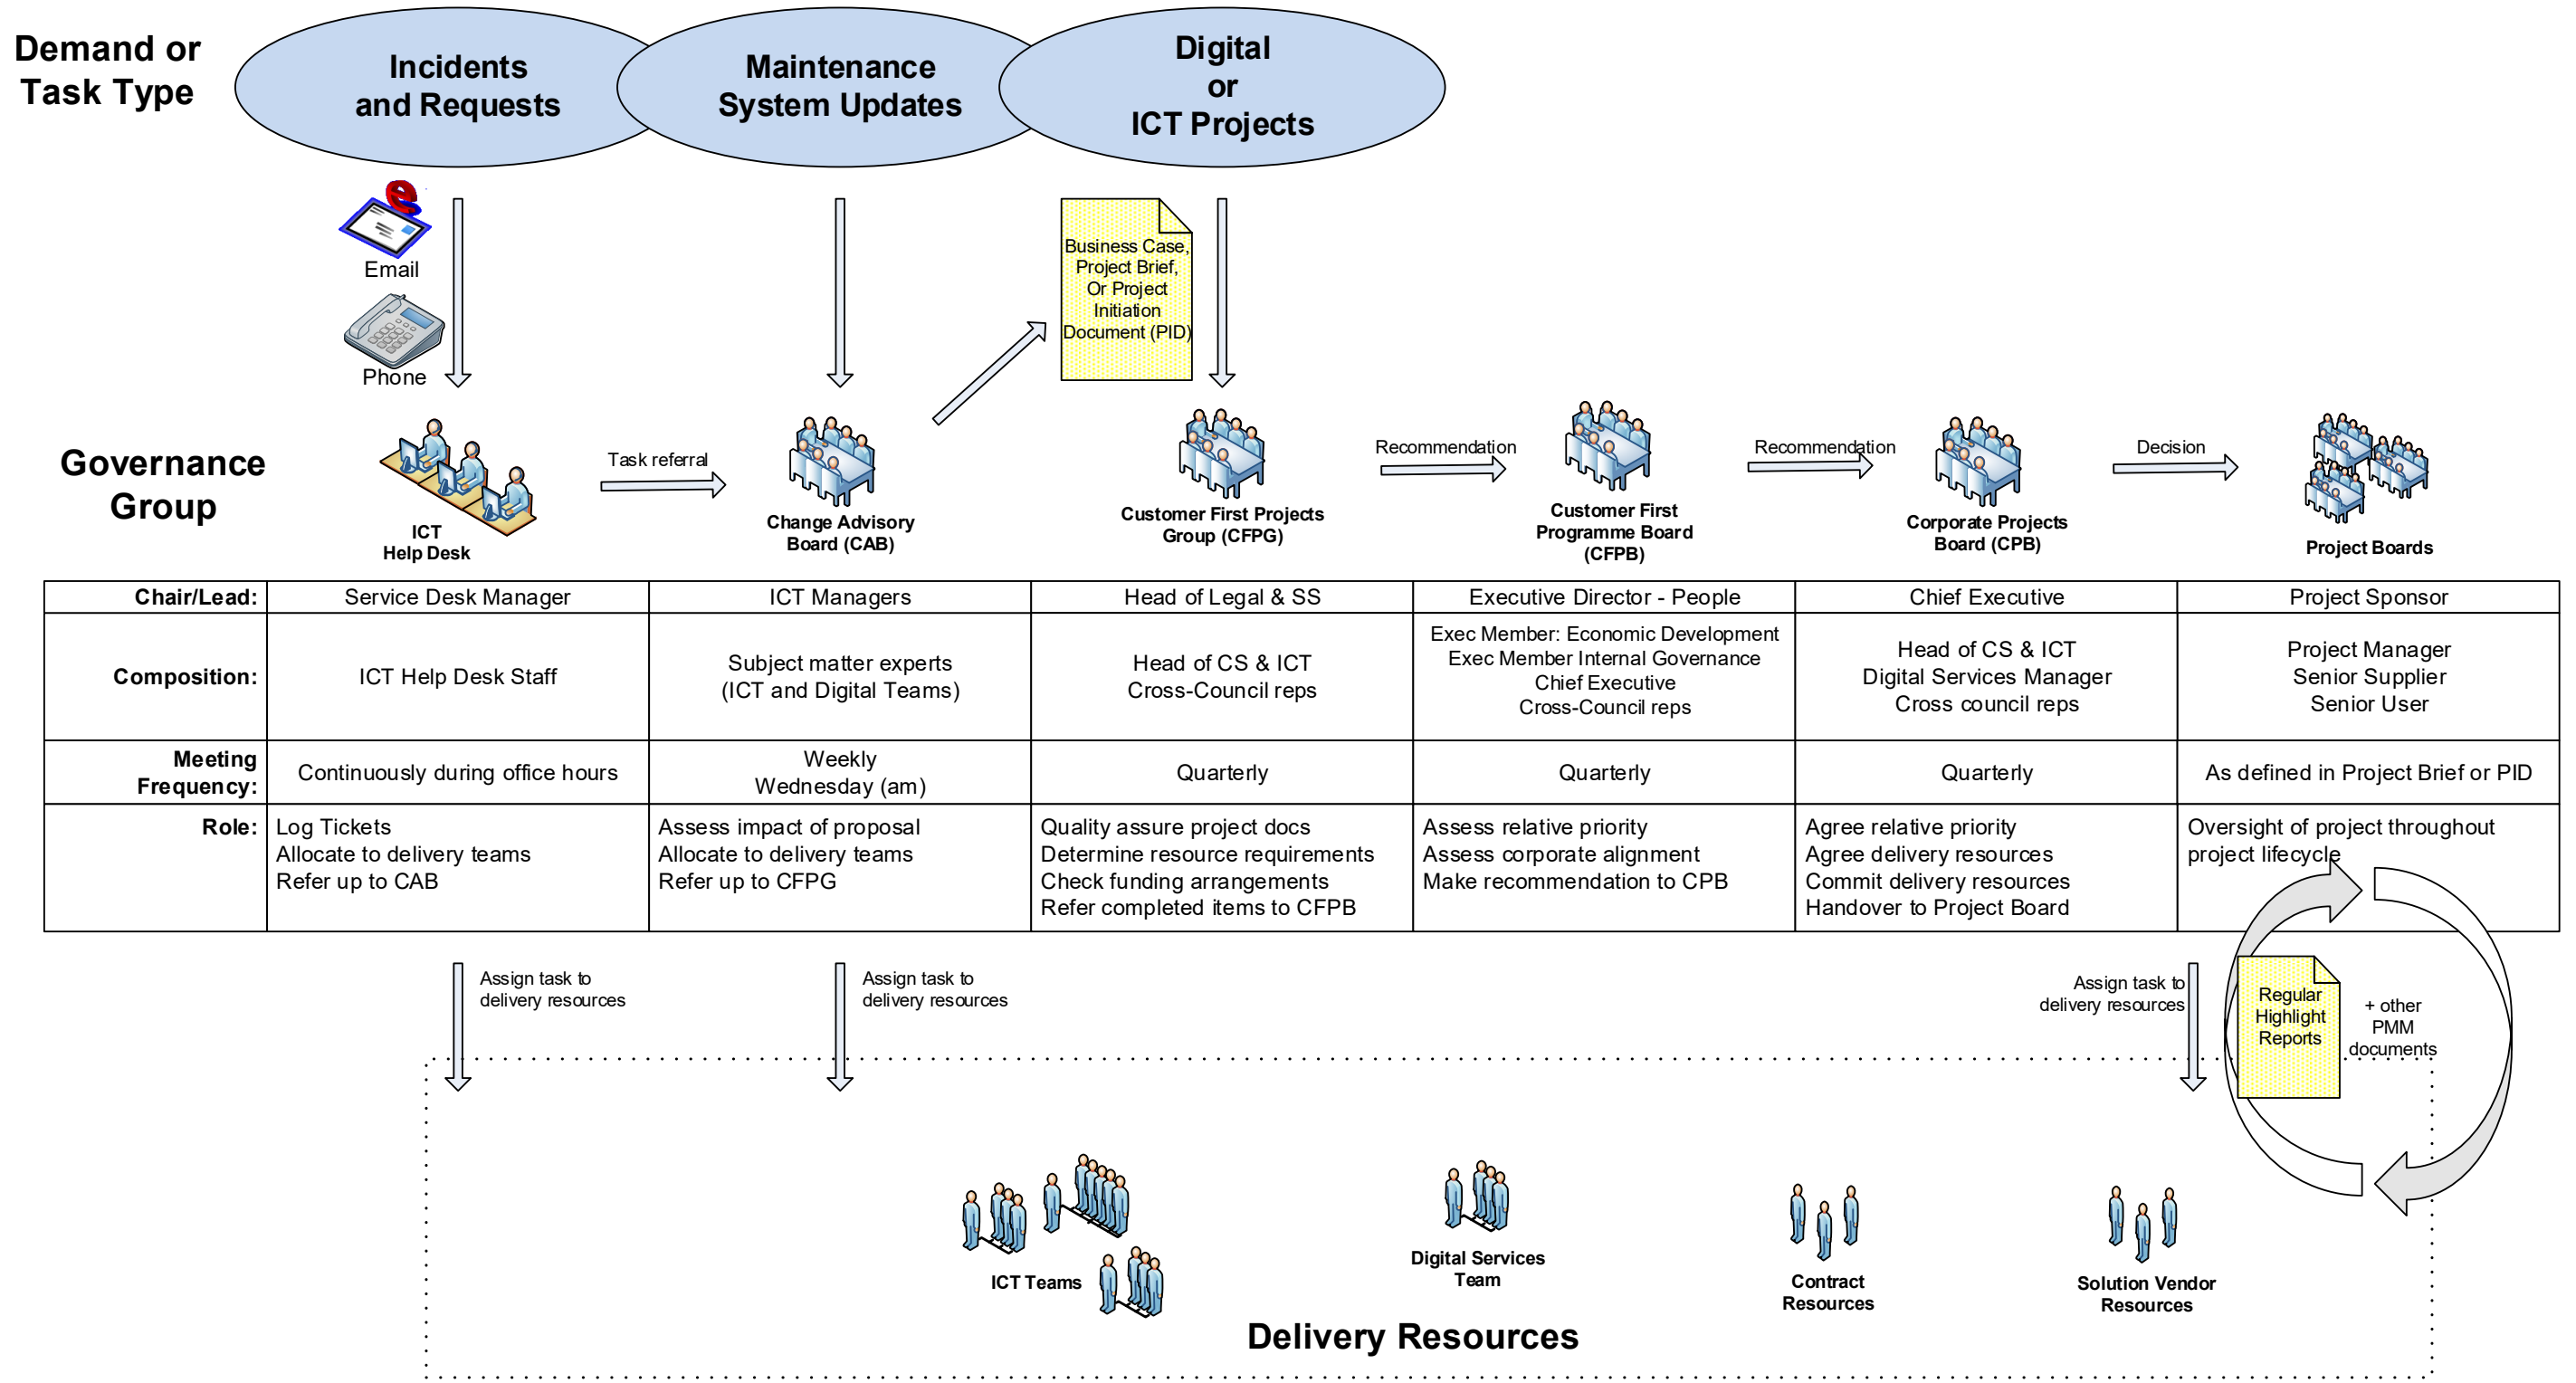 Demand or
Task Type
Incidents
and Requests
Maintenance
System Updates
Digital
or
ICT Projects
Email
Phone
Business Case,
Project Brief,
Or Project
Initiation
Document (PID)
Governance
Group
ICT
Help Desk
Task referral
Change Advisory
Board (CAB)
Customer First Projects
Group (CFPG)
Recommendation
Customer First
Programme Board
(CFPB)
Recommendation
Corporate Projects
Board (CPB)
Decision
Project Boards
Chair/Lead:
Service Desk Manager
ICT Managers
Head of Legal & SS
Executive Director - People
Chief Executive
Project Sponsor
Composition:
ICT Help Desk Staff
Subject matter experts
(ICT and Digital Teams)
Head of CS & ICT
Cross-Council reps
Exec Member: Economic Development
Exec Member Internal Governance
Chief Executive
Cross-Council reps
Head of CS & ICT
Digital Services Manager
Cross council reps
Project Manager
Senior Supplier
Senior User
Meeting
Frequency:
Continuously during office hours
Weekly
Wednesday (am)
Quarterly
Quarterly
Quarterly
As defined in Project Brief or PID
Role:
Log Tickets
Allocate to delivery teams
Refer up to CAB
Assess impact of proposal
Allocate to delivery teams
Refer up to CFPG
Quality assure project docs
Determine resource requirements
Check funding arrangements
Refer completed items to CFPB
Assess relative priority
Assess corporate alignment
Make recommendation to CPB
Agree relative priority
Agree delivery resources
Commit delivery resources
Handover to Project Board
Oversight of project throughout
project lifecycle
Assign task to
delivery resources
Assign task to
delivery resources
Assign task to
delivery resources
Regular
Highlight
Reports
+ other
PMM
documents
ICT Teams
Digital Services
Team
Contract
Resources
Solution Vendor
Resources
Delivery Resources